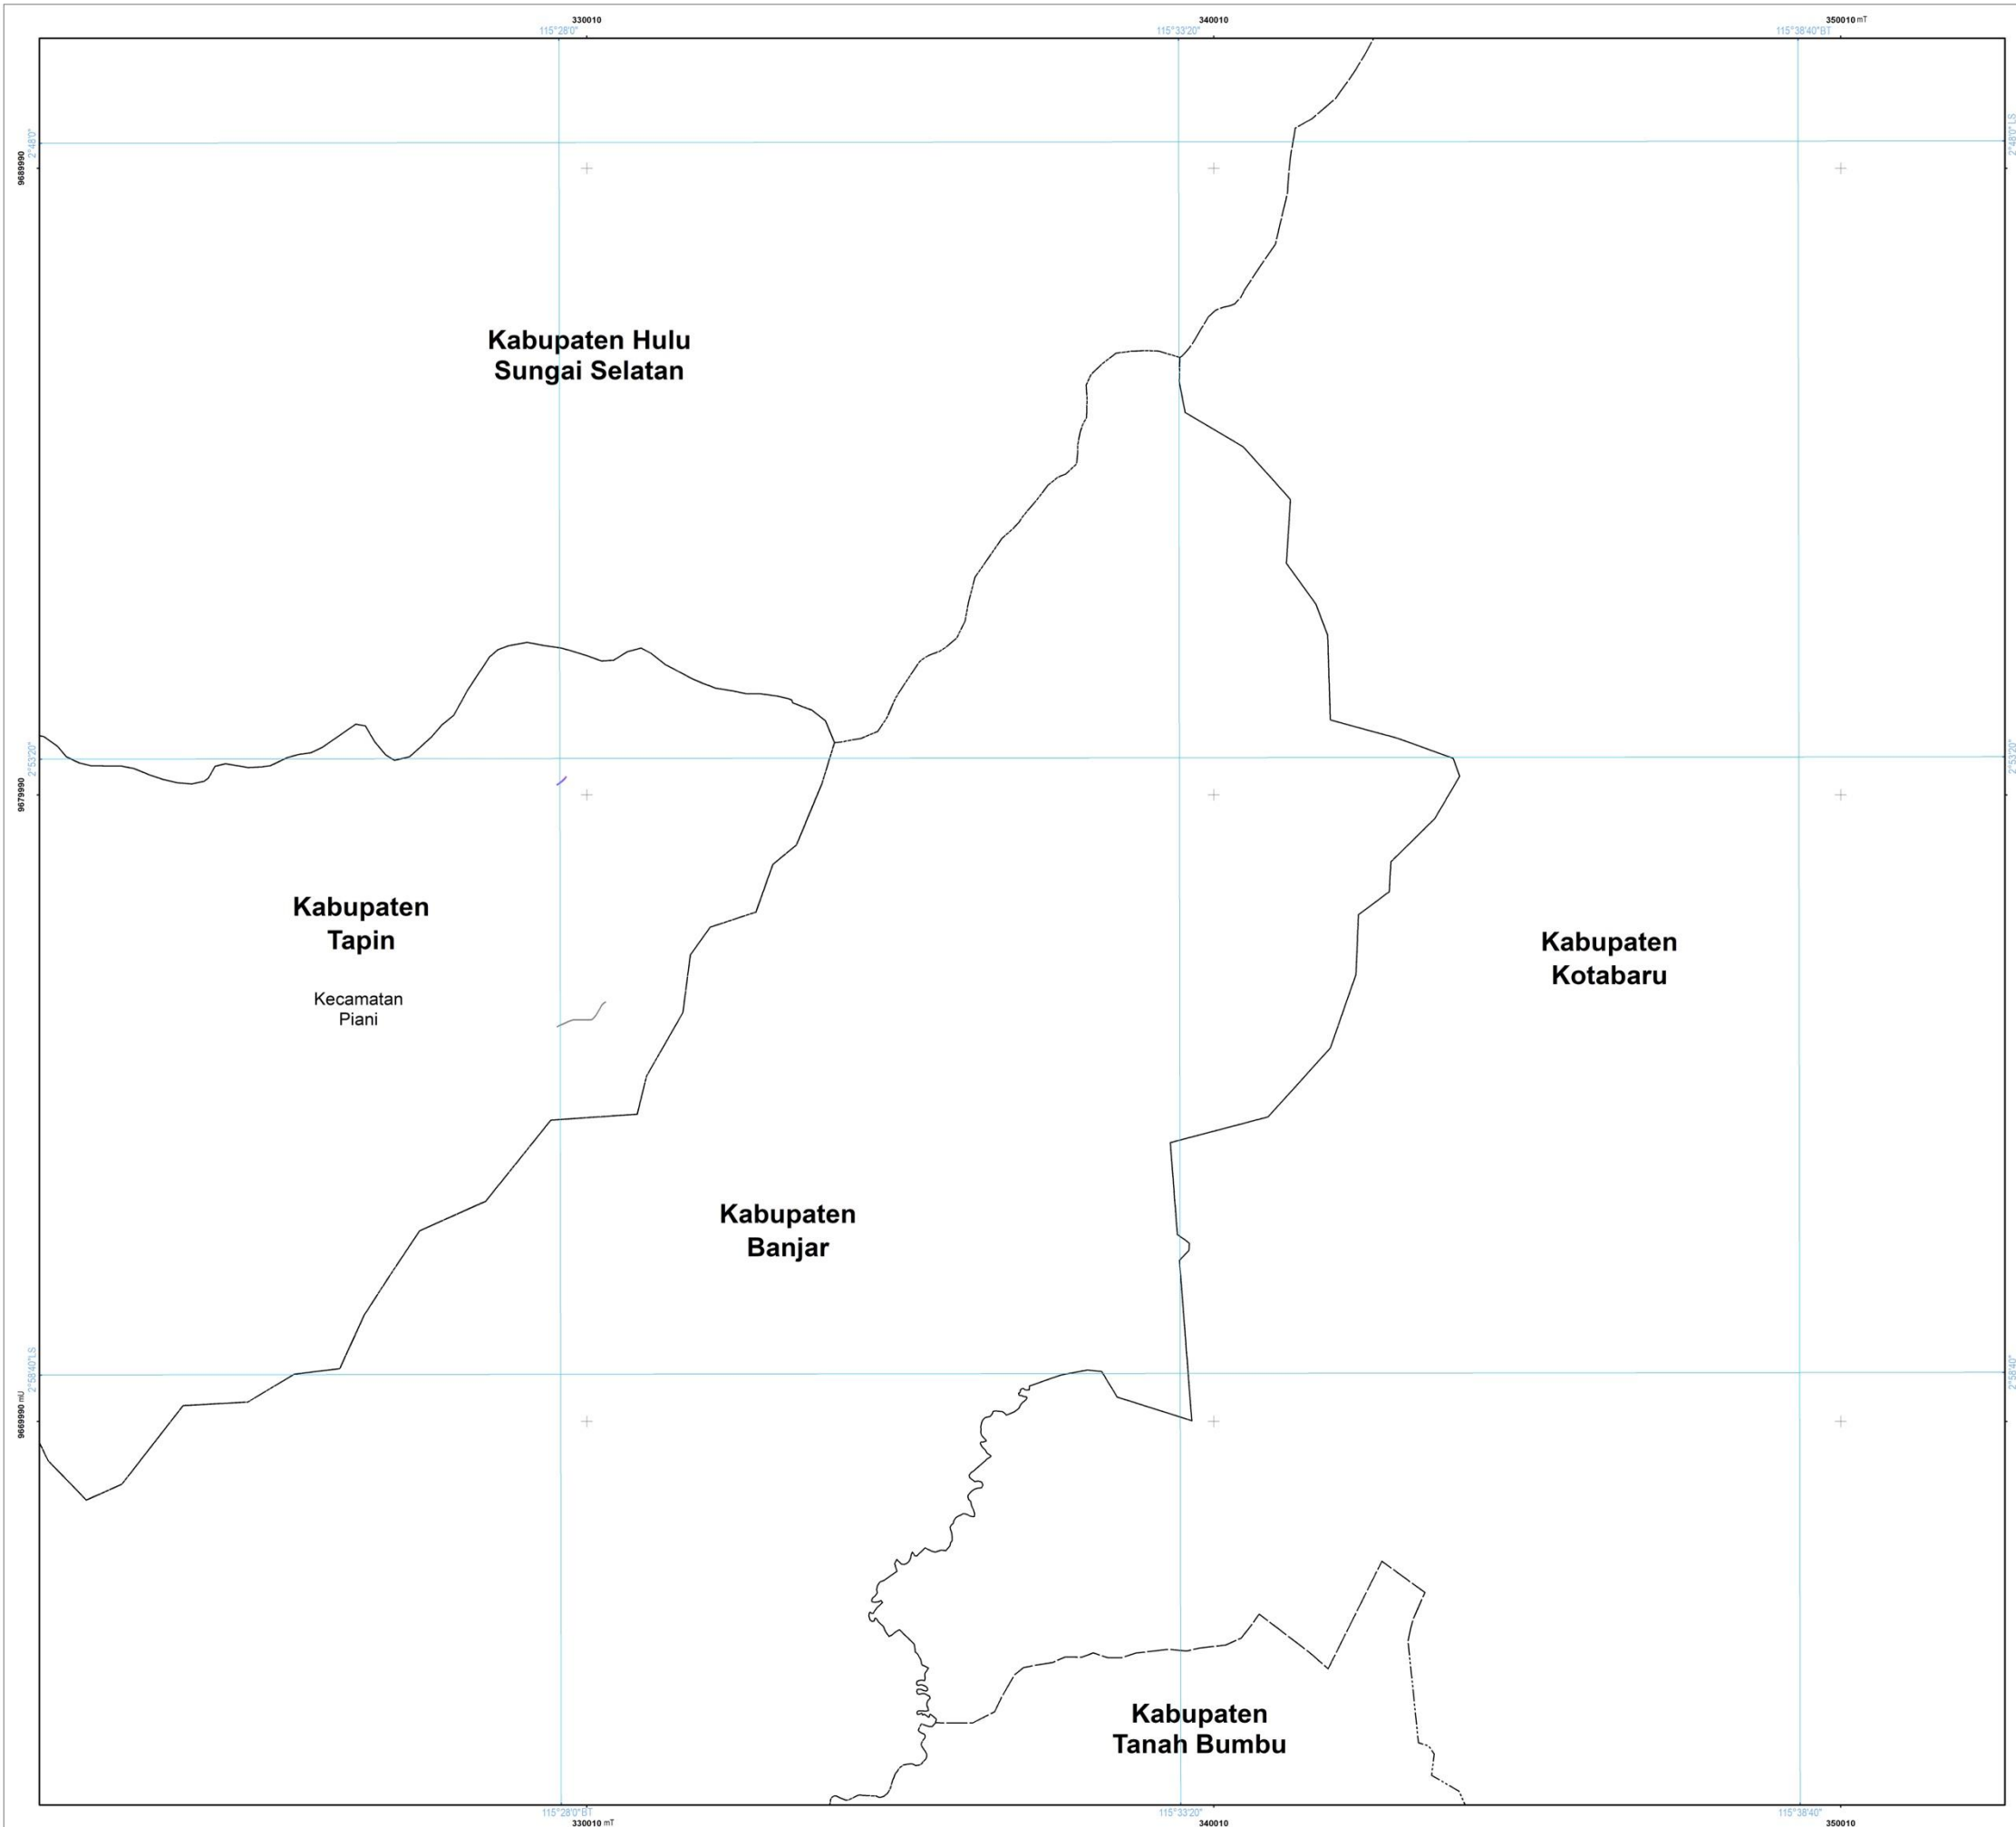 330010
340010
350010 mT
115°28'0"
115°33'20"
115°38'40"BT
2°48'0"
2°48'0" LS
9689990
Kabupaten Hulu
Sungai Selatan
2°53'20"
2°53'20"
9679990
Kabupaten
Tapin
Kecamatan
Piani
Kabupaten
Kotabaru
Kabupaten
Banjar
2°58'40"LS
2°58'40"
9669990 mU
Kabupaten
Tanah Bumbu
115°28'0"BT
115°33'20"
115°38'40"
330010 mT
340010
350010